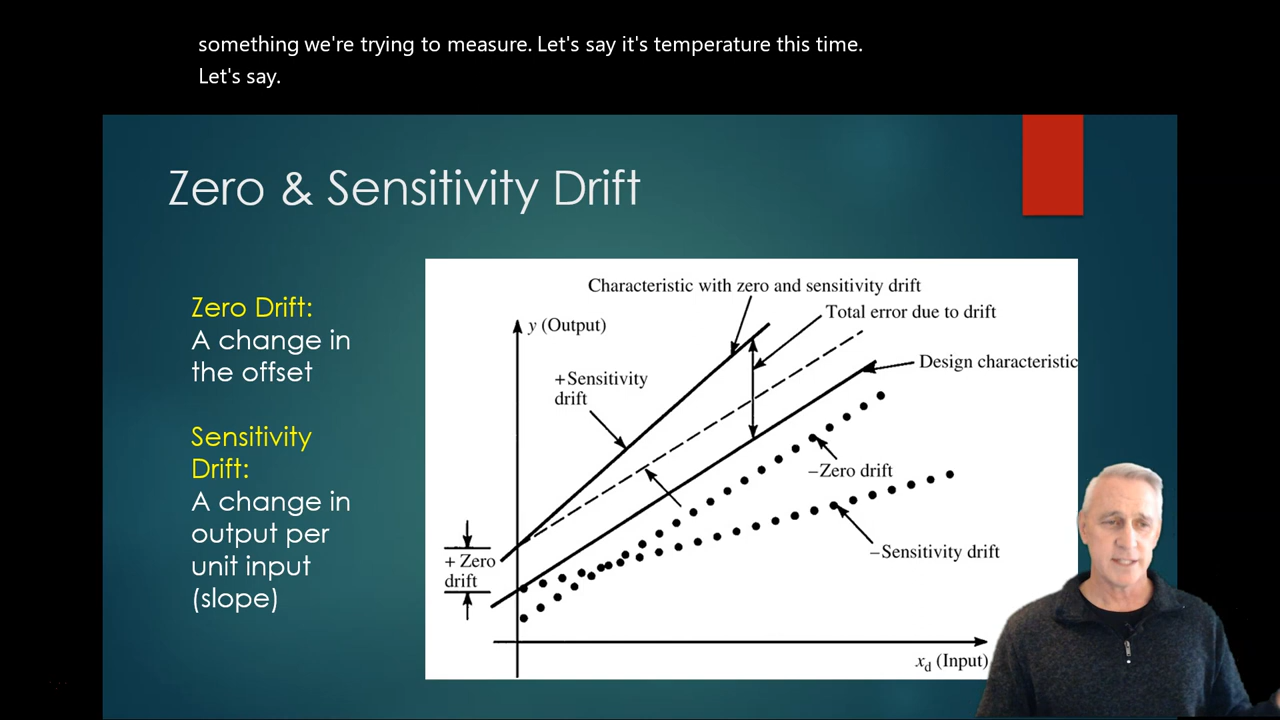 something we're trying to measure. Let's say it's temperature this time.
Let's say.
Zero & Sensitivity Drift
Zero Drift:
A change in
the offset
Sensitivity
Drift:
A change in
output per
unit input
(slope)
Characteristic with zero and sensitivity drift
Total error due to drift
y (Output)
Design characteristic
+Sensitivity
drift
−Zero drift
−Sensitivity drift
+ Zero
drift
xd (Input)